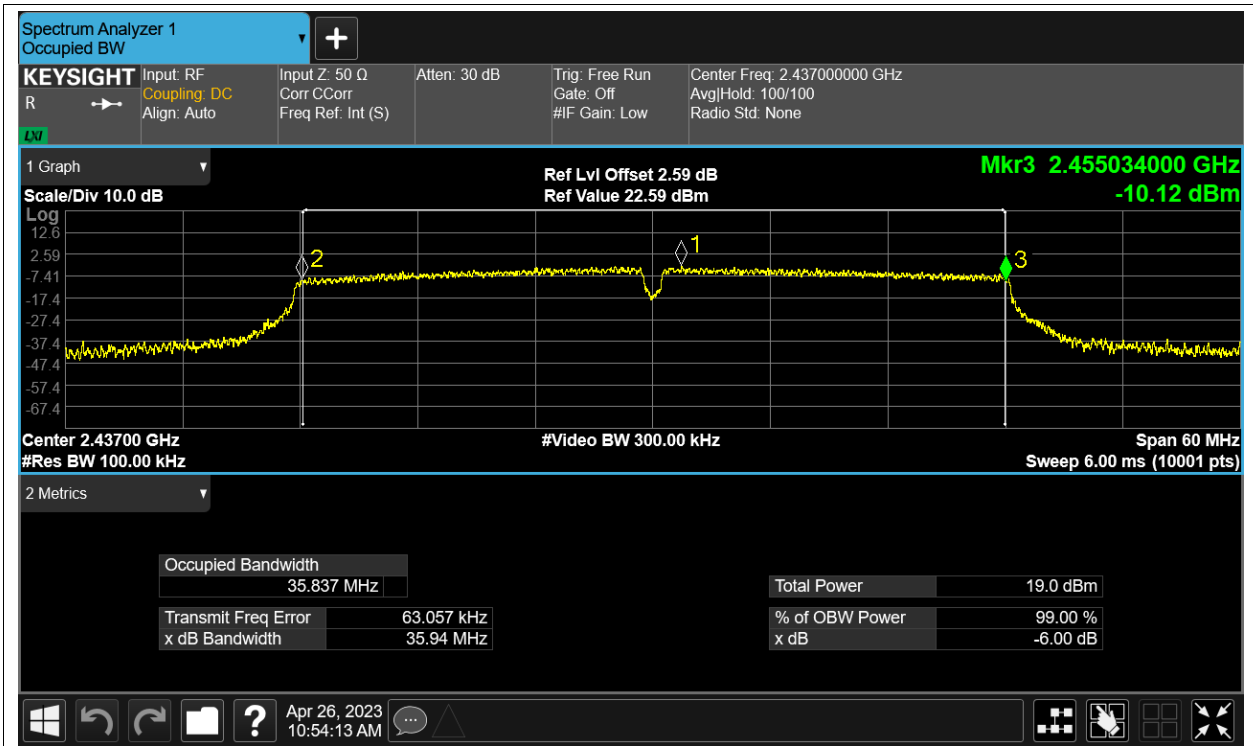 Spectrum Analyzer 1
Occupied BW
KEYSIGHT
R
LXI
Input: RF
Coupling: DC
Align: Auto
Input Z: 50 Ω
Corr CCorr
Freq Ref: Int (S)
Atten: 30 dB
Trig: Free Run
Gate: Off
#IF Gain: Low
Center Freq: 2.437000000 GHz
Avg|Hold: 100/100
Radio Std: None
1 Graph
Scale/Div 10.0 dB
Ref Lvl Offset 2.59 dB
Ref Value 22.59 dBm
Mkr3 2.455034000 GHz
-10.12 dBm
Log
12.6
2.59
-7.41
-17.4
-27.4
-37.4
-47.4
-57.4
-67.4
2
1
3
Center 2.43700 GHz
#Res BW 100.00 kHz
#Video BW 300.00 kHz
Span 60 MHz
Sweep 6.00 ms (10001 pts)
2 Metrics
Occupied Bandwidth
35.837 MHz
Transmit Freq Error 63.057 kHz
x dB Bandwidth 35.94 MHz
Total Power 19.0 dBm
% of OBW Power 99.00 %
x dB -6.00 dB
?
Apr 26, 2023
10:54:13 AM